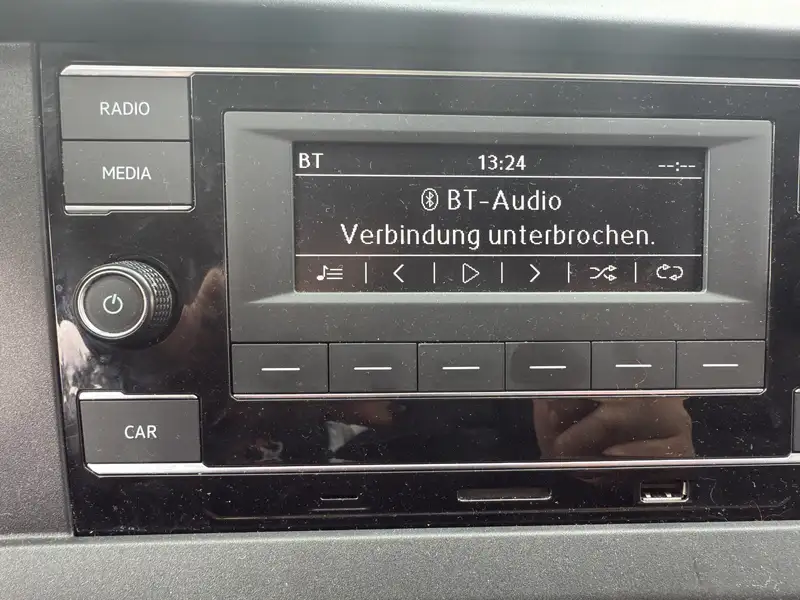 RADIO
MEDIA
CAR
BT 13:24 --:--
BT-Audio
Verbindung unterbrochen.